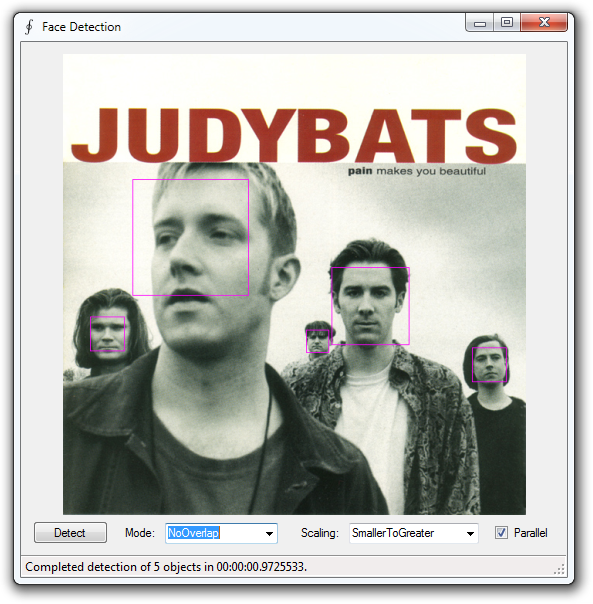 Face Detection
JUDYBATS
pain makes you beautiful
Detect Mode: NoOverlap Scaling: SmallerToGreater Parallel
Completed detection of 5 objects in 00:00:00.9725533.